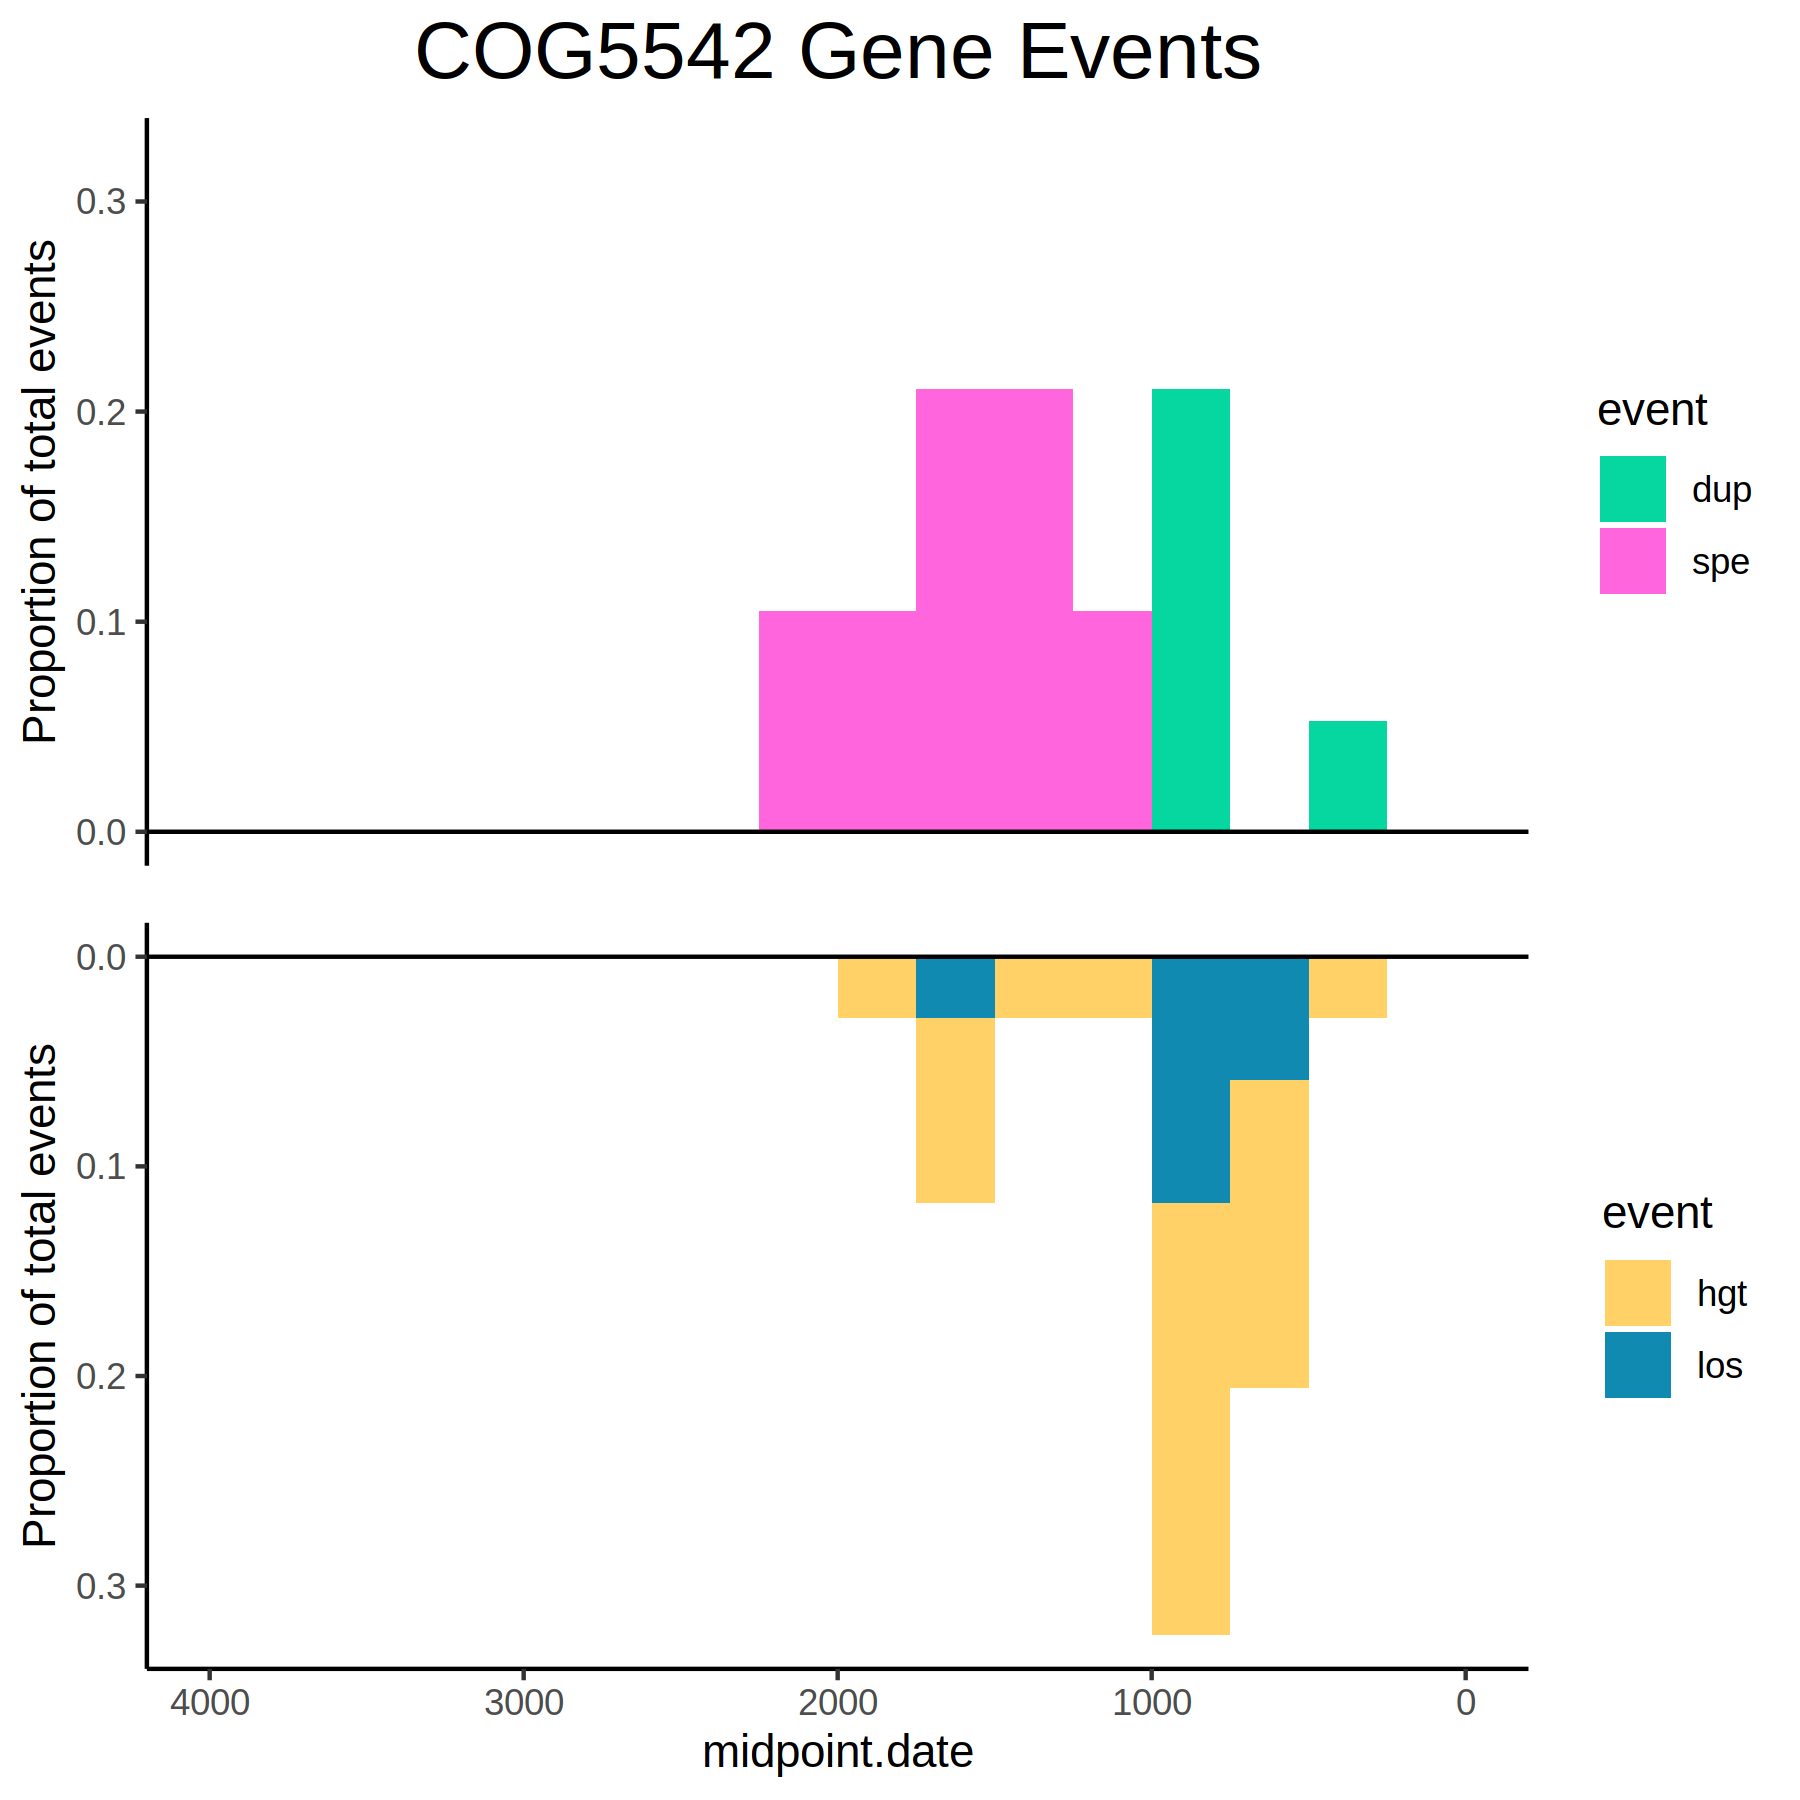 COG5542 Gene Events
Proportion of total events
0.3
0.2
0.1
0.0
event
dup
spe
Proportion of total events
0.0
0.1
0.2
0.3
event
hgt
los
4000 3000 2000 1000 0
midpoint.date